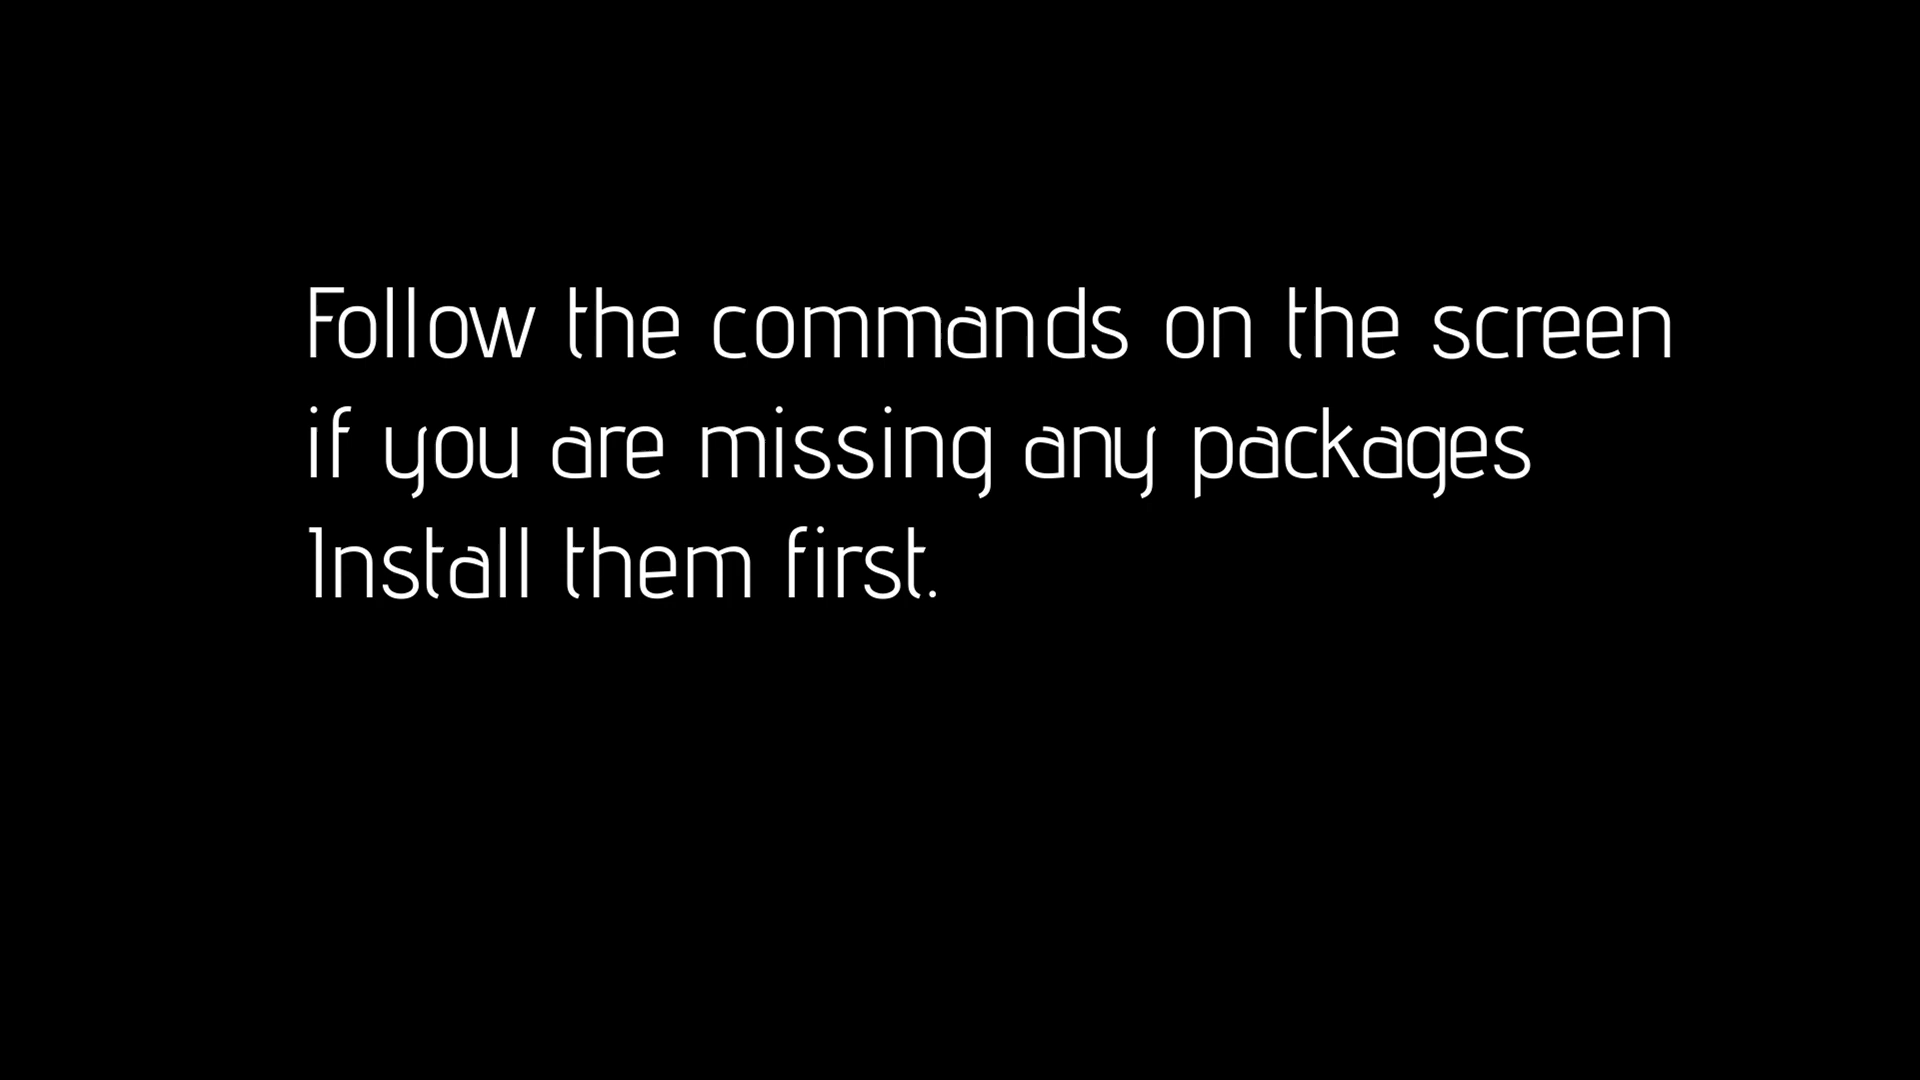 Follow the commands on the screen
if you are missing any packages
Install them first.